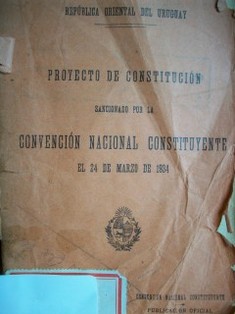 REPÚBLICA ORIENTAL DEL URUGUAY
PROYECTO DE CONSTITUCIÓN
SANCIONADO POR LA
CONVENCIÓN NACIONAL CONSTITUYENTE
EL 24 DE MARZO DE 1934
CONVENCIÓN NACIONAL CONSTITUYENTE
PUBLICACIÓN OFICIAL